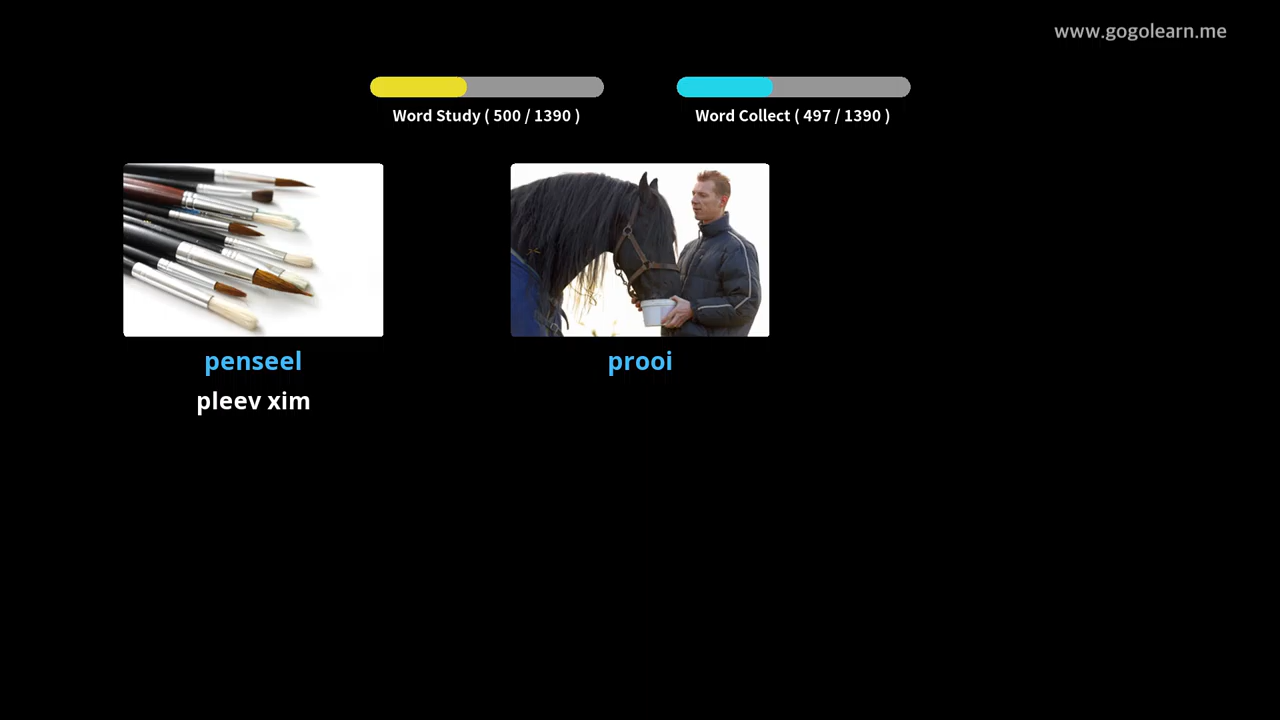 www.gogolearn.me
Word Study ( 500 / 1390 )
Word Collect ( 497 / 1390 )
penseel
prooi
pleev xim